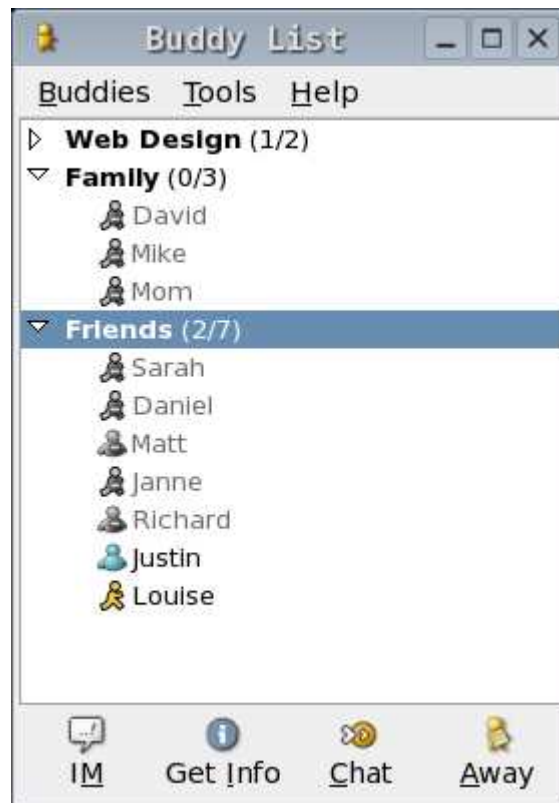 Buddy List
Buddies Tools Help
Web Design (1/2)
Family (0/3)
David
Mike
Mom
Friends (2/7)
Sarah
Daniel
Matt
Janne
Richard
Justin
Louise
IM Get Info Chat Away